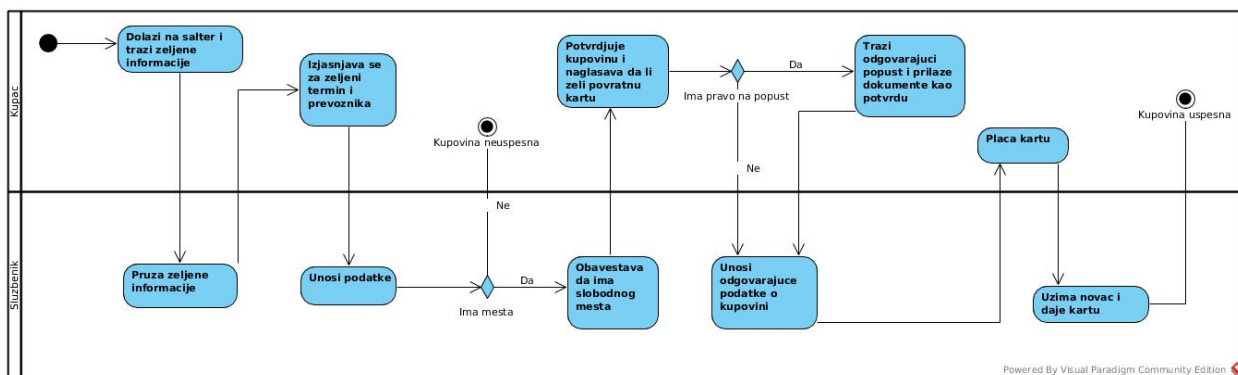 Kupac
Dolazi na salter i
trazi zeljene
informacije
Izjasnjava se
za zeljeni
termin i
prevoznika
Kupovina neuspesna
Potvrdjuje
kupovinu i
naglasava da li
zeli povratnu
kartu
Ima pravo na popust
Da
Trazi
odgovarajuci
popust i prilaze
dokumente kao
potvrdu
Ne
Placa kartu
Kupovina uspesna
Sluzbenik
Pruza zeljene
informacije
Unosi podatke
Ne
Ima mesta
Da
Obavestava
da ima
slobodnog
mesta
Unosi
odgovarajuce
podatke o
kupovini
Uzima novac i
daje kartu
Powered By Visual Paradigm Community Edition